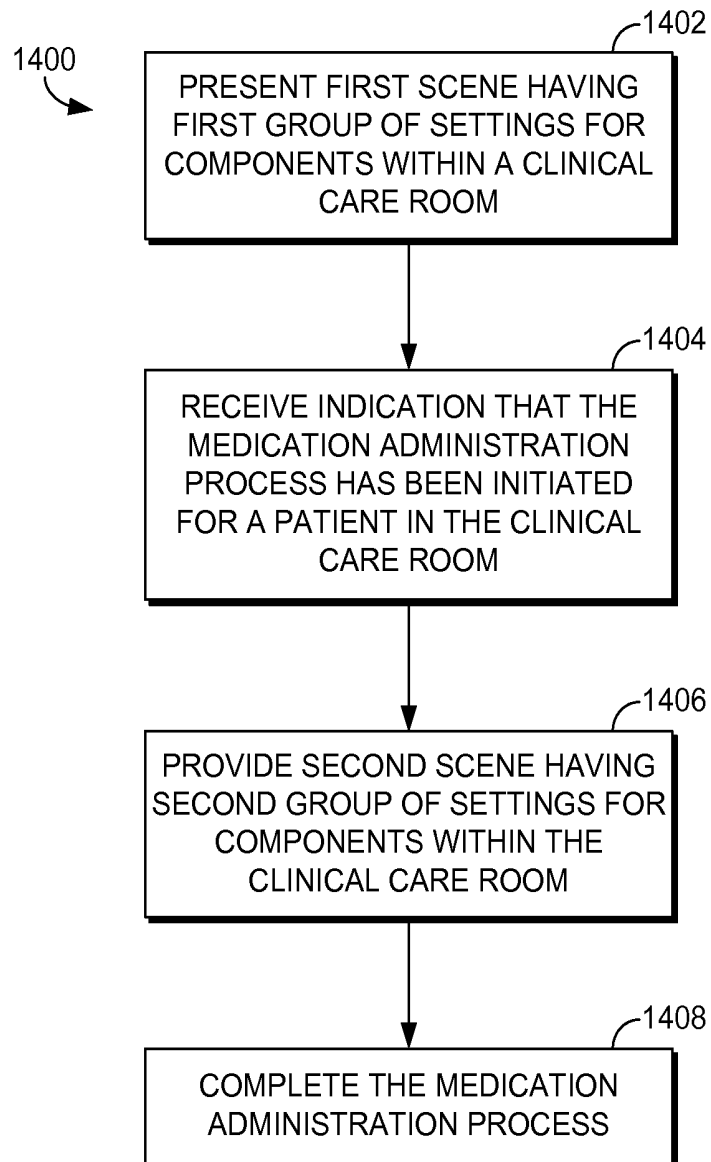 1400
1402
PRESENT FIRST SCENE HAVING
FIRST GROUP OF SETTINGS FOR
COMPONENTS WITHIN A CLINICAL
CARE ROOM
1404
RECEIVE INDICATION THAT THE
MEDICATION ADMINISTRATION
PROCESS HAS BEEN INITIATED
FOR A PATIENT IN THE CLINICAL
CARE ROOM
1406
PROVIDE SECOND SCENE HAVING
SECOND GROUP OF SETTINGS FOR
COMPONENTS WITHIN THE
CLINICAL CARE ROOM
1408
COMPLETE THE MEDICATION
ADMINISTRATION PROCESS